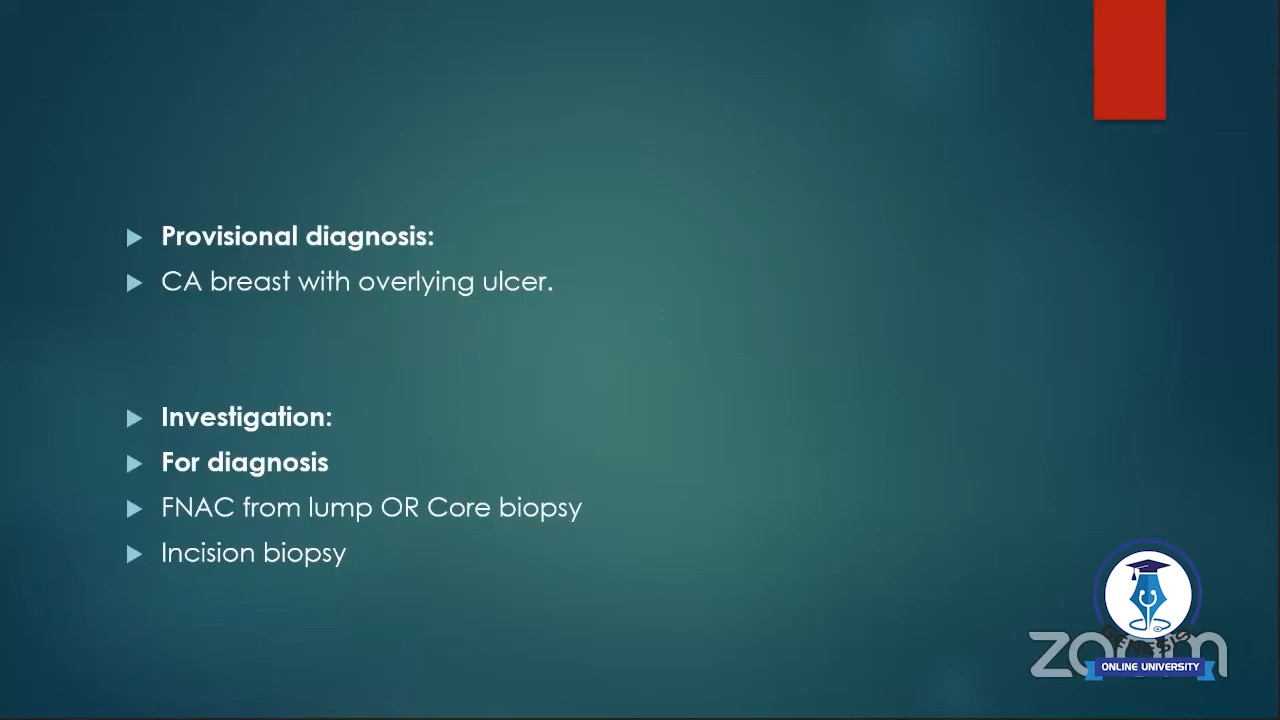 Provisional diagnosis:
CA breast with overlying ulcer.
Investigation:
For diagnosis
FNAC from lump OR Core biopsy
Incision biopsy
zoom
GENESIS
ONLINE UNIVERSITY